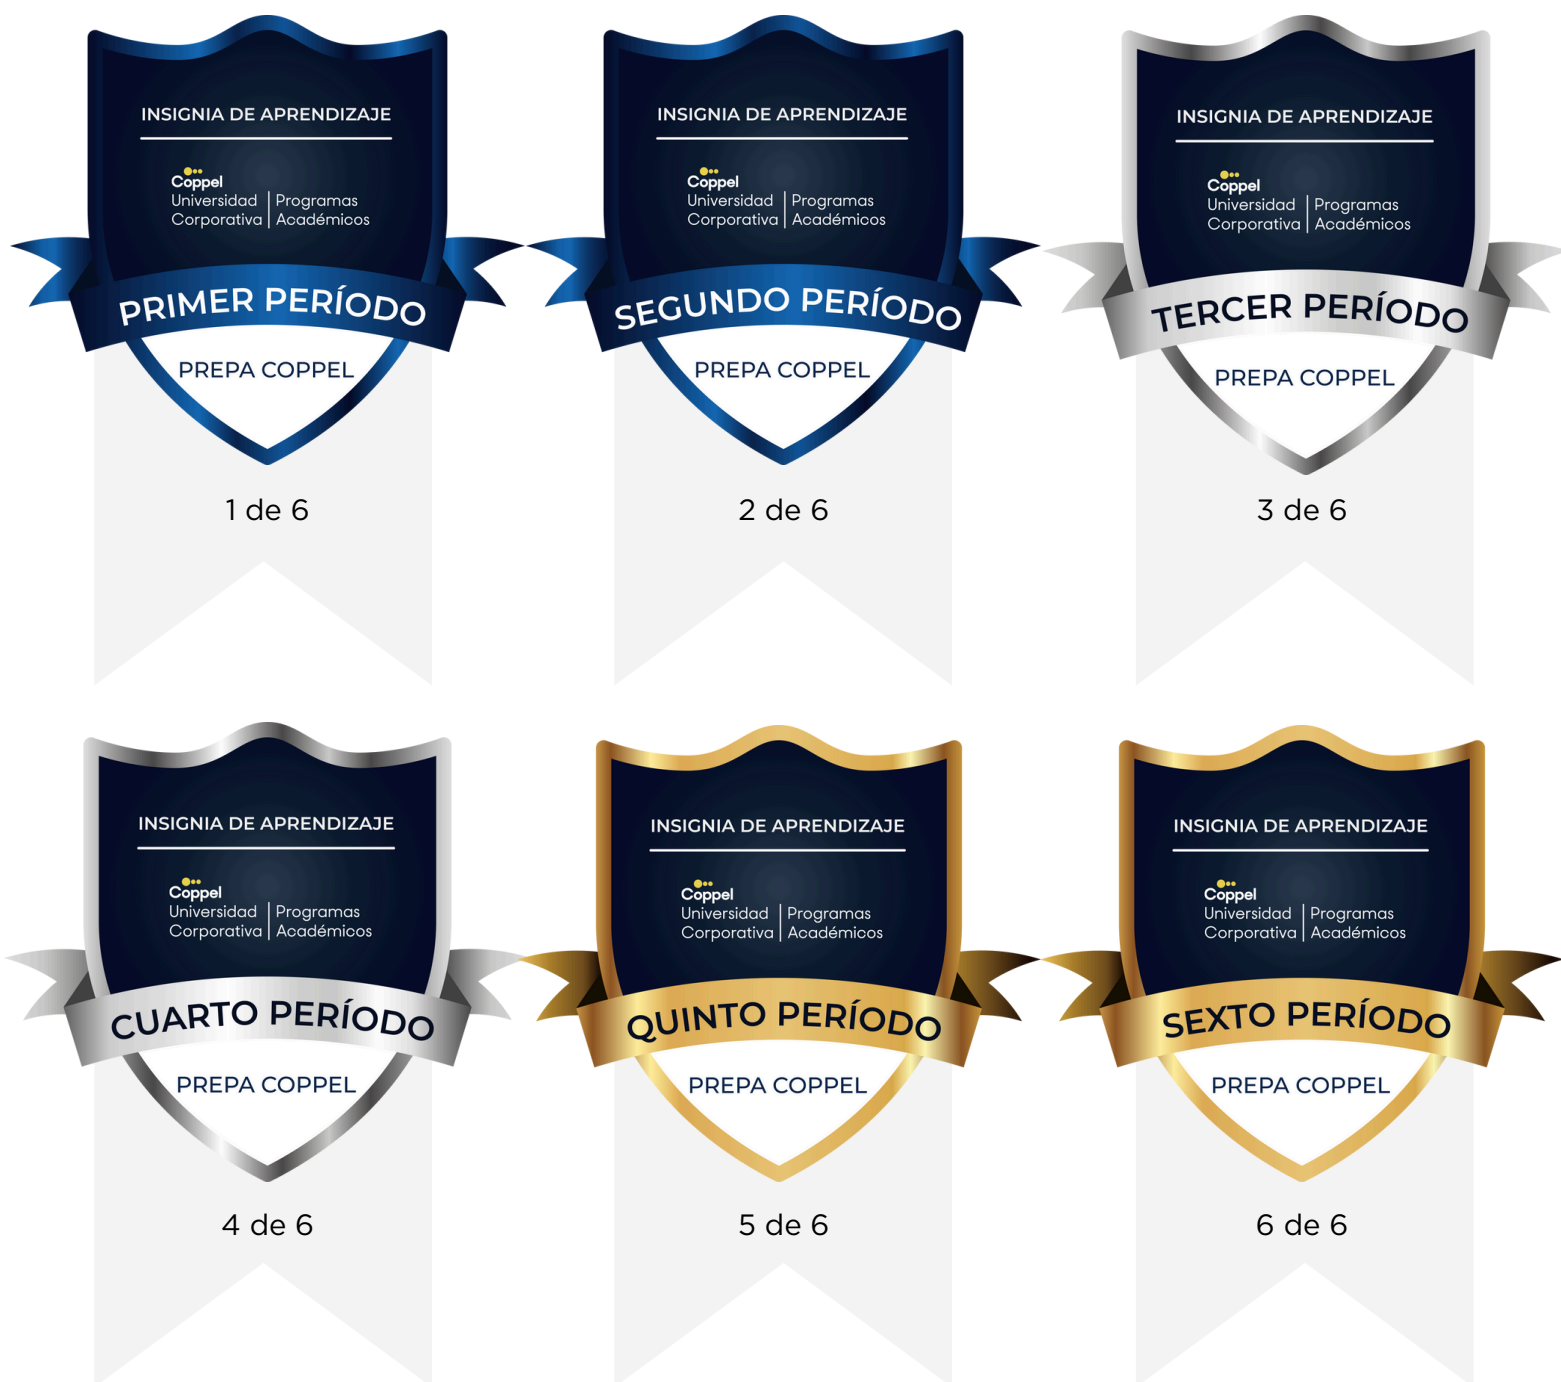 INSIGNIA DE APRENDIZAJE
Coppel
Universidad
Corporativa
Programas
Académicos
PRIMER PERÍODO
PREPA COPPEL
1 de 6
INSIGNIA DE APRENDIZAJE
Coppel
Universidad
Corporativa
Programas
Académicos
SEGUNDO PERÍODO
PREPA COPPEL
2 de 6
INSIGNIA DE APRENDIZAJE
Coppel
Universidad
Corporativa
Programas
Académicos
TERCER PERÍODO
PREPA COPPEL
3 de 6
INSIGNIA DE APRENDIZAJE
Coppel
Universidad
Corporativa
Programas
Académicos
CUARTO PERÍODO
PREPA COPPEL
4 de 6
INSIGNIA DE APRENDIZAJE
Coppel
Universidad
Corporativa
Programas
Académicos
QUINTO PERÍODO
PREPA COPPEL
5 de 6
INSIGNIA DE APRENDIZAJE
Coppel
Universidad
Corporativa
Programas
Académicos
SEXTO PERÍODO
PREPA COPPEL
6 de 6